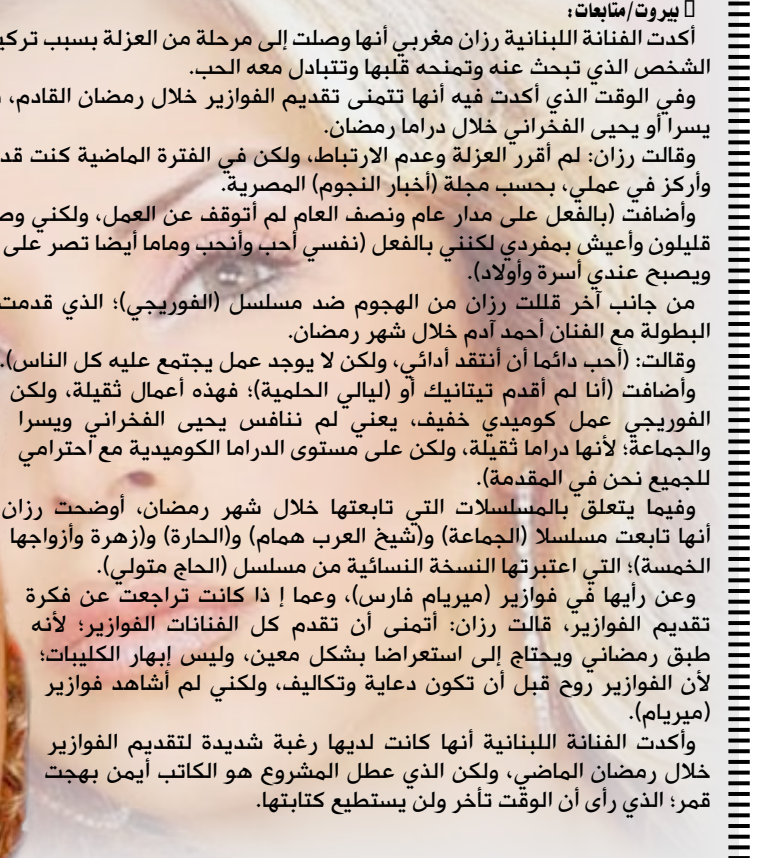 بيروت/متابعات:
أكدت الفنانة اللبنانية رزان مغربي أنها وصلت إلى مرحلة من العزلة بسبب
الشخص الذي تبحث عنه وتمنحه قلبها وتتبادل معه الحب.
وفي الوقت الذي أكدت فيه أنها تتمنى تقديم الفوازير خلال رمضان القادم،
يسرا أو يحيى الفخراني خلال دراما رمضان.
وقالت رزان: لم أقرر العزلة وعدم الارتباط، ولكن في الفترة الماضية كنت
وأركز في عملي، بحسب مجلة (أخبار النجوم) المصرية.
وأضافت (بالفعل على مدار عام ونصف العام لم أتوقف عن العمل، ولكني
قليلون وأعيش بمفردي لكنني بالفعل (نفسي أحب وأنحب وماما أيضا تصر على
ويصبح عندي أسرة وأولاد).
من جانب آخر قللت رزان من الهجوم ضد مسلسل (الفوريجي)؛ الذي قدمت
البطولة مع الفنان أحمد آدم خلال شهر رمضان.
وقالت: (أحب دائما أن أنتقد أدائي، ولكن لا يوجد عمل يجتمع عليه كل الناس).
وأضافت (أنا لم أقدم تيتانيك أو (ليالي الحلمية)؛ فهذه أعمال ثقيلة، ولكن
الفوريجي عمل كوميدي خفيف، يعني لم ننافس يحيى الفخراني ويسرا
والجماعة؛ لأنها دراما ثقيلة، ولكن على مستوى الدراما الكوميدية مع احترامي
للجميع نحن في المقدمة).
وفيما يتعلق بالمسلسلات التي تابعتها خلال شهر رمضان، أوضحت رزان
أنها تابعت مسلسلا (الجماعة) و(شيخ العرب همام) و(الحارة) و(زهرة وأزواجها
الخمسة)؛ التي اعتبرتها النسخة النسائية من مسلسل (الحاج متولي).
وعن رأيها في فوازير (ميريام فارس)، وعما إ ذا كانت تراجعت عن فكرة
تقديم الفوازير، قالت رزان: أتمنى أن تقدم كل الفنانات الفوازير؛ لأنه
طبق رمضاني ويحتاج إلى استعراضا بشكل معين، وليس إبهار الكليبات؛
لأن الفوازير روح قبل أن تكون دعاية وتكاليف، ولكني لم أشاهد فوازير
(ميريام).
وأكدت الفنانة اللبنانية أنها كانت لديها رغبة شديدة لتقديم الفوازير
خلال رمضان الماضي، ولكن الذي عطل المشروع هو الكاتب أيمن بهجت
قمر؛ الذي رأى أن الوقت تأخر ولن يستطيع كتابتها.